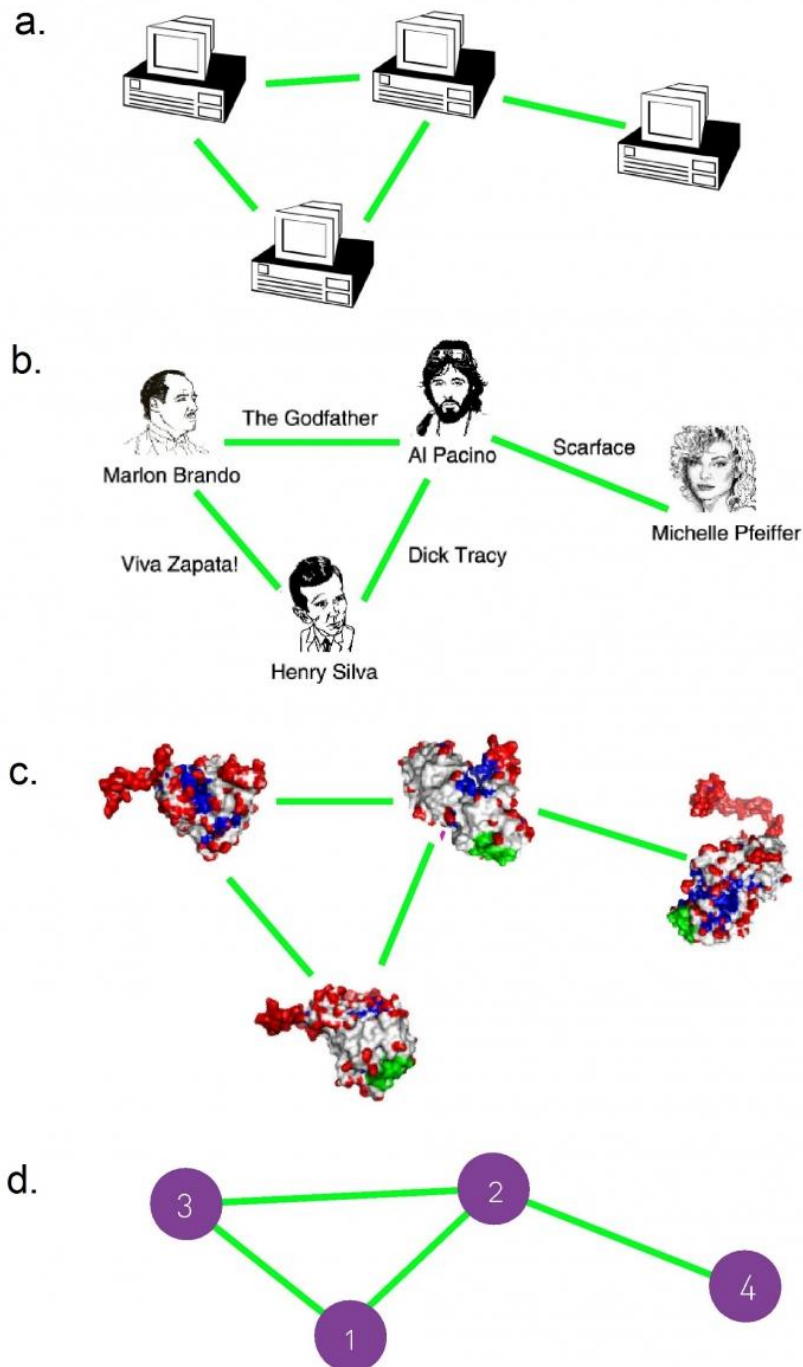 a.
b.
The Godfather
Scarface
Marlon Brando
Al Pacino
Michelle Pfeiffer
Viva Zapata!
Dick Tracy
Henry Silva
c.
d.
3
2
4
1